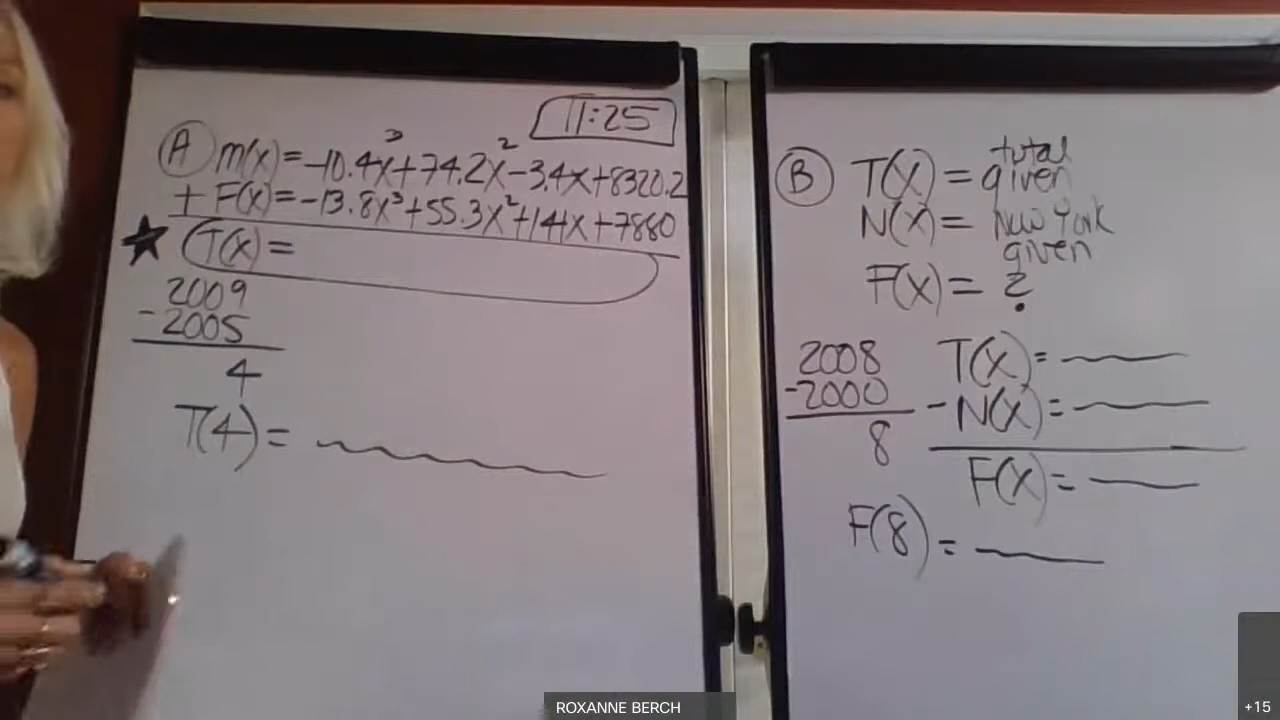 11:25
A m(x) = -10.4x³+74.2x²-3.4x+8320.2
+ F(x) = -13.8x³+55.3x²+141x+7880
★ T(x) =
2009
-2005
4
T(4) =
B T(x) = total given
N(x) = New York given
F(x) = ?
2008
-2000
8
T(x) =
-N(x) =
F(x) =
F(8) =
ROXANNE BERCH
+15